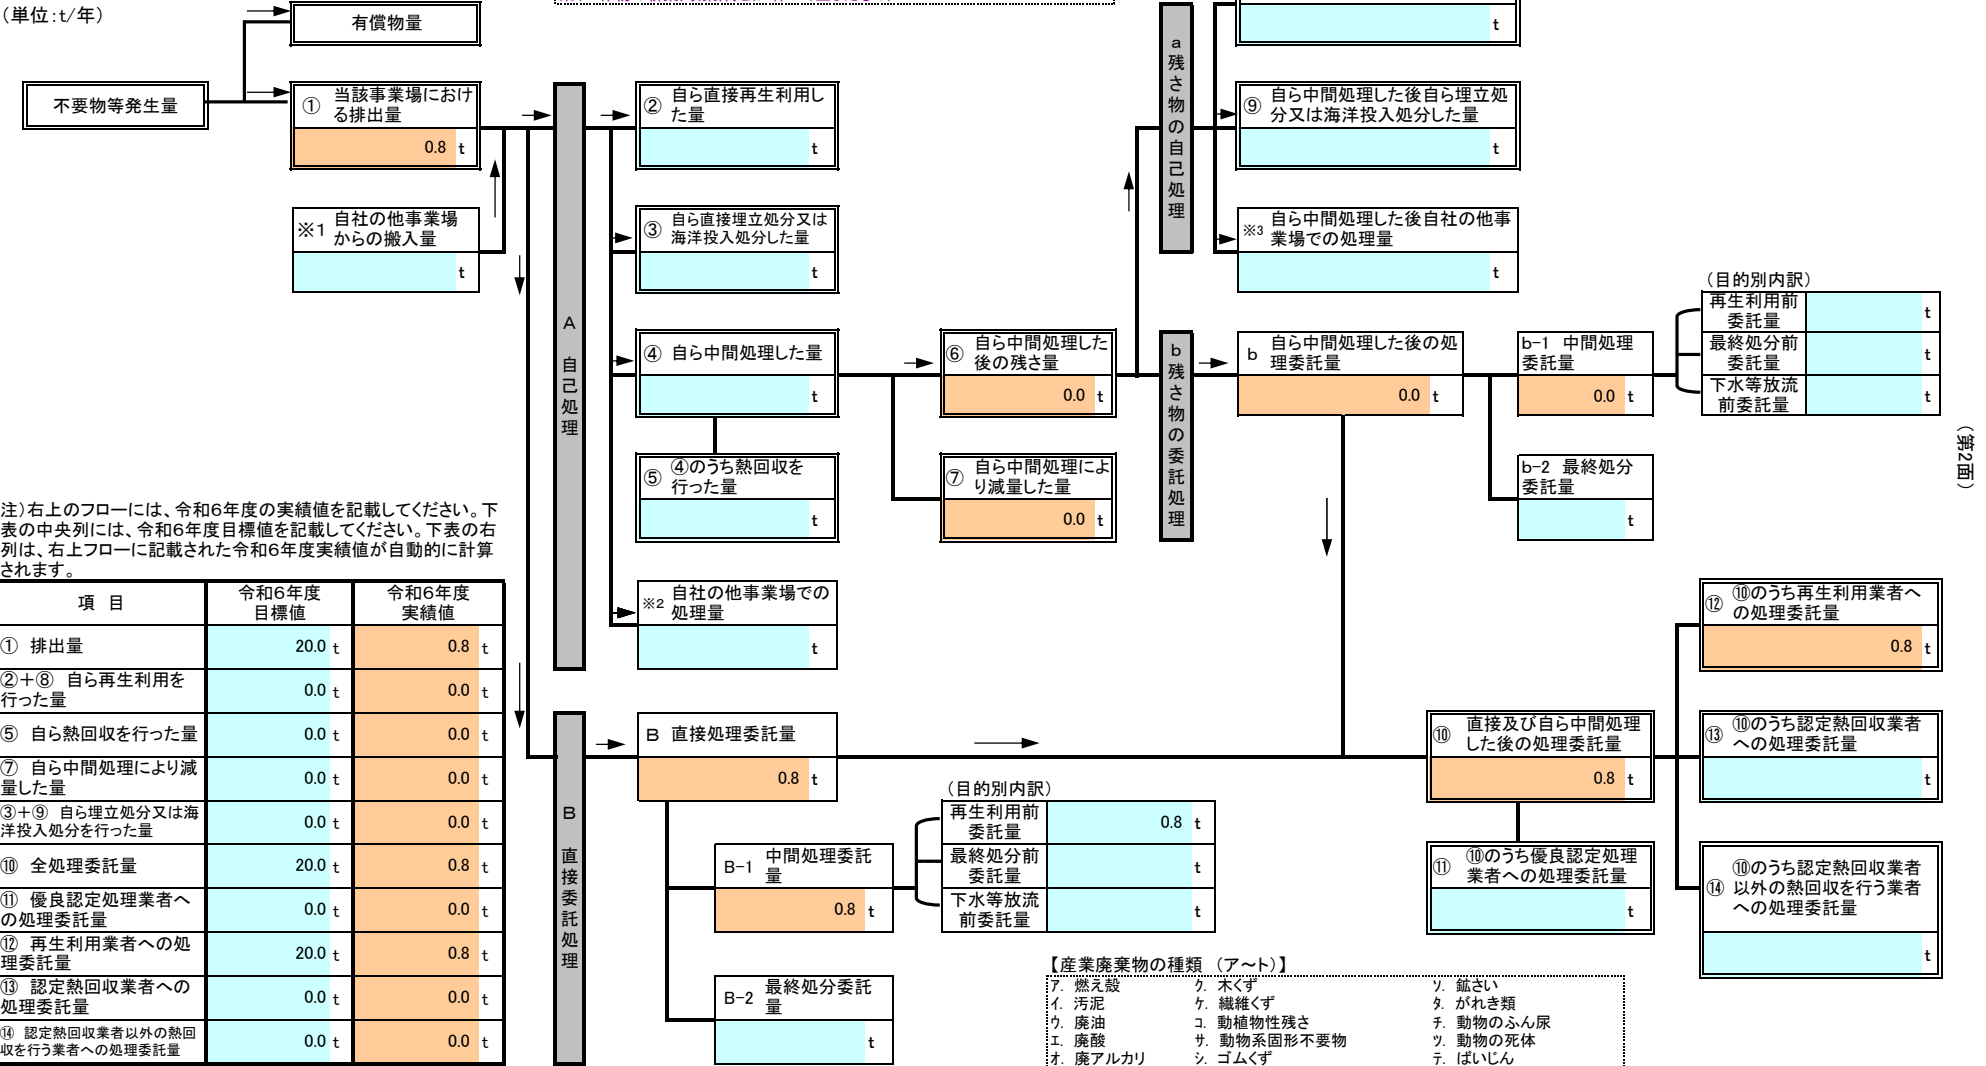 (単位:t/年)
有償物量
不要物等発生量
① 当該事業場におけ
る排出量
0.8 t
※1 自社の他事業場
からの搬入量
t
A 自己処理
② 自ら直接再生利用し
た量
t
③ 自ら直接埋立処分又は
海洋投入処分した量
t
④ 自ら中間処理した量
t
⑤ ④のうち熱回収を
行った量
t
※2 自社の他事業場での
処理量
t
⑥ 自ら中間処理した
後の残さ量
0.0 t
⑦ 自ら中間処理によ
り減量した量
0.0 t
a 残さ物の自己処理
t
⑨ 自ら中間処理した後自ら埋立処
分又は海洋投入処分した量
t
※3 自ら中間処理した後自社の他事
業場での処理量
t
b 残さ物の委託処理
b 自ら中間処理した後の処
理委託量
0.0 t
b-1 中間処理
委託量
0.0 t
b-2 最終処分
委託量
t
(目的別内訳)
再生利用前
委託量
t
最終処分前
委託量
t
下水等放流
前委託量
t
(第2面)
注)右上のフローには、令和6年度の実績値を記載してください。下
表の中央列には、令和6年度目標値を記載してください。下表の右
列は、右上フローに記載された令和6年度実績値が自動的に計算
されます。
項 目
令和6年度
目標値
令和6年度
実績値
① 排出量
20.0 t
0.8 t
②+⑧ 自ら再生利用を
行った量
0.0 t
0.0 t
⑤ 自ら熱回収を行った量
0.0 t
0.0 t
⑦ 自ら中間処理により減
量した量
0.0 t
0.0 t
③+⑨ 自ら埋立処分又は海
洋投入処分を行った量
0.0 t
0.0 t
⑩ 全処理委託量
20.0 t
0.8 t
⑪ 優良認定処理業者へ
の処理委託量
0.0 t
0.0 t
⑫ 再生利用業者への処
理委託量
20.0 t
0.8 t
⑬ 認定熱回収業者への
処理委託量
0.0 t
0.0 t
⑭ 認定熱回収業者以外の熱回
収を行う業者への処理委託量
0.0 t
0.0 t
B 直接委託処理
B 直接処理委託量
0.8 t
B-1 中間処理委託
量
0.8 t
B-2 最終処分委託
量
t
(目的別内訳)
再生利用前
委託量
0.8 t
最終処分前
委託量
t
下水等放流
前委託量
t
⑩ 直接及び自ら中間処理
した後の処理委託量
0.8 t
⑪ ⑩のうち優良認定処理
業者への処理委託量
t
⑫ ⑩のうち再生利用業者へ
の処理委託量
0.8 t
⑬ ⑩のうち認定熱回収業者
への処理委託量
t
⑭ ⑩のうち認定熱回収業者
以外の熱回収を行う業者
への処理委託量
t
【産業廃棄物の種類 (ア~ト)】
ア. 燃え殻
イ. 汚泥
ウ. 廃油
エ. 廃酸
オ. 廃アルカリ
ク. 木くず
ケ. 繊維くず
コ. 動植物性残さ
サ. 動物系固形不要物
シ. ゴムくず
ソ. 鉱さい
タ. がれき類
チ. 動物のふん尿
ツ. 動物の死体
テ. ばいじん